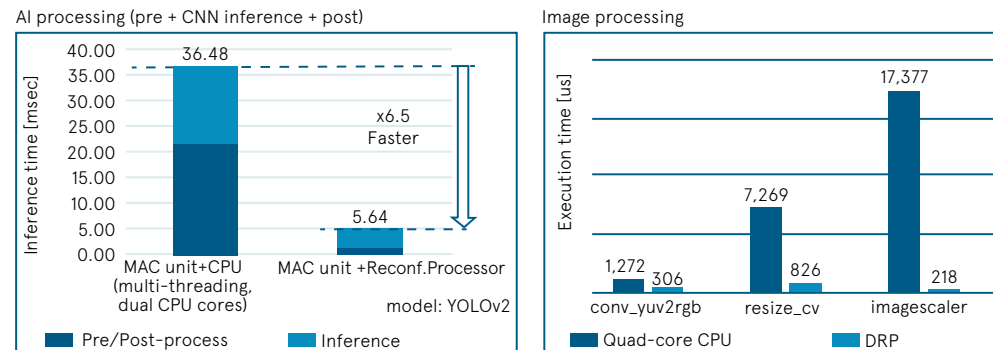 AI processing (pre + CNN inference + post)
Inference time [msec]
40.00
35.00
30.00
25.00
20.00
15.00
10.00
5.00
0.00
36.48
x6.5
Faster
5.64
MAC unit+CPU
(multi-threading,
dual CPU cores)
MAC unit +Reconf.Processor
model: YOLOv2
Pre/Post-process
Inference
Image processing
Execution time [us]
1,272
306
7,269
826
17,377
218
conv_yuv2rgb
resize_cv
imagescaler
Quad-core CPU
DRP